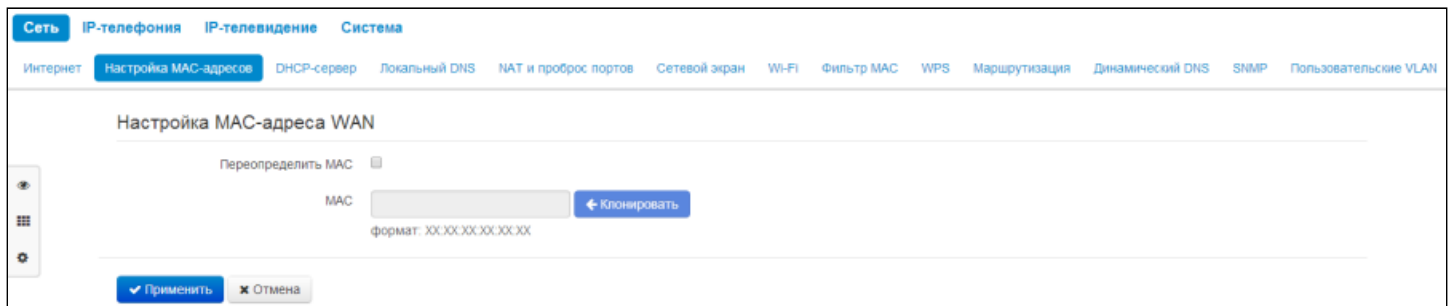 Сеть IP-телефония IP-телевидение Система
Интернет Настройка MAC-адресов DHCP-сервер Локальный DNS NAT и проброс портов Сетевой экран Wi-Fi Фильтр MAC WPS Маршрутизация Динамический DNS SNMP Пользовательские VLAN
Настройка MAC-адреса WAN
Переопределить MAC
MAC Клонировать
формат: XX:XX:XX:XX:XX:XX
Применить Отмена